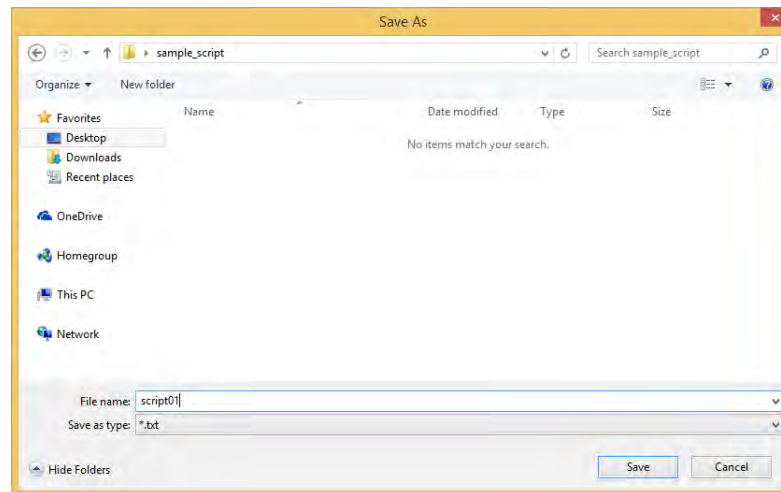 Save As
sample_script
Search sample_script
Organize
New folder
Name
Date modified
Type
Size
No items match your search.
Favorites
Desktop
Downloads
Recent places
OneDrive
Homegroup
This PC
Network
File name: script01
Save as type: *.txt
Hide Folders
Save
Cancel